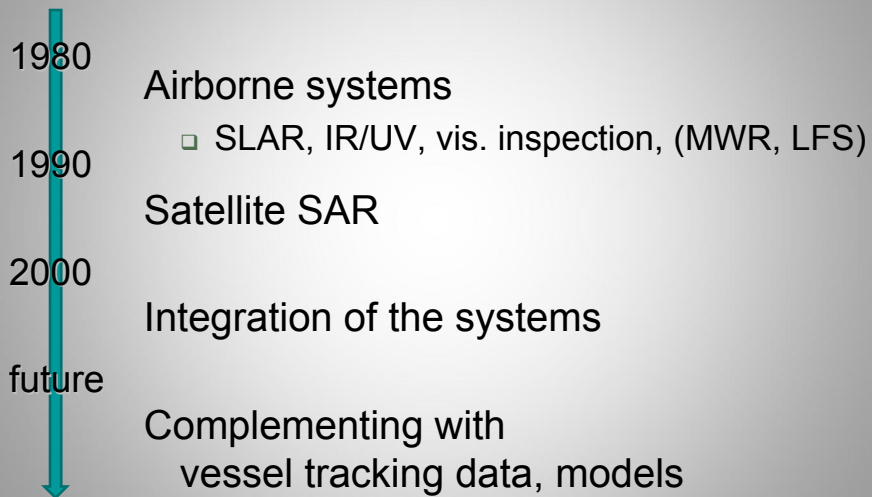 1980
Airborne systems
SLAR, IR/UV, vis. inspection, (MWR, LFS)
1990
Satellite SAR
2000
Integration of the systems
future
Complementing with
vessel tracking data, models